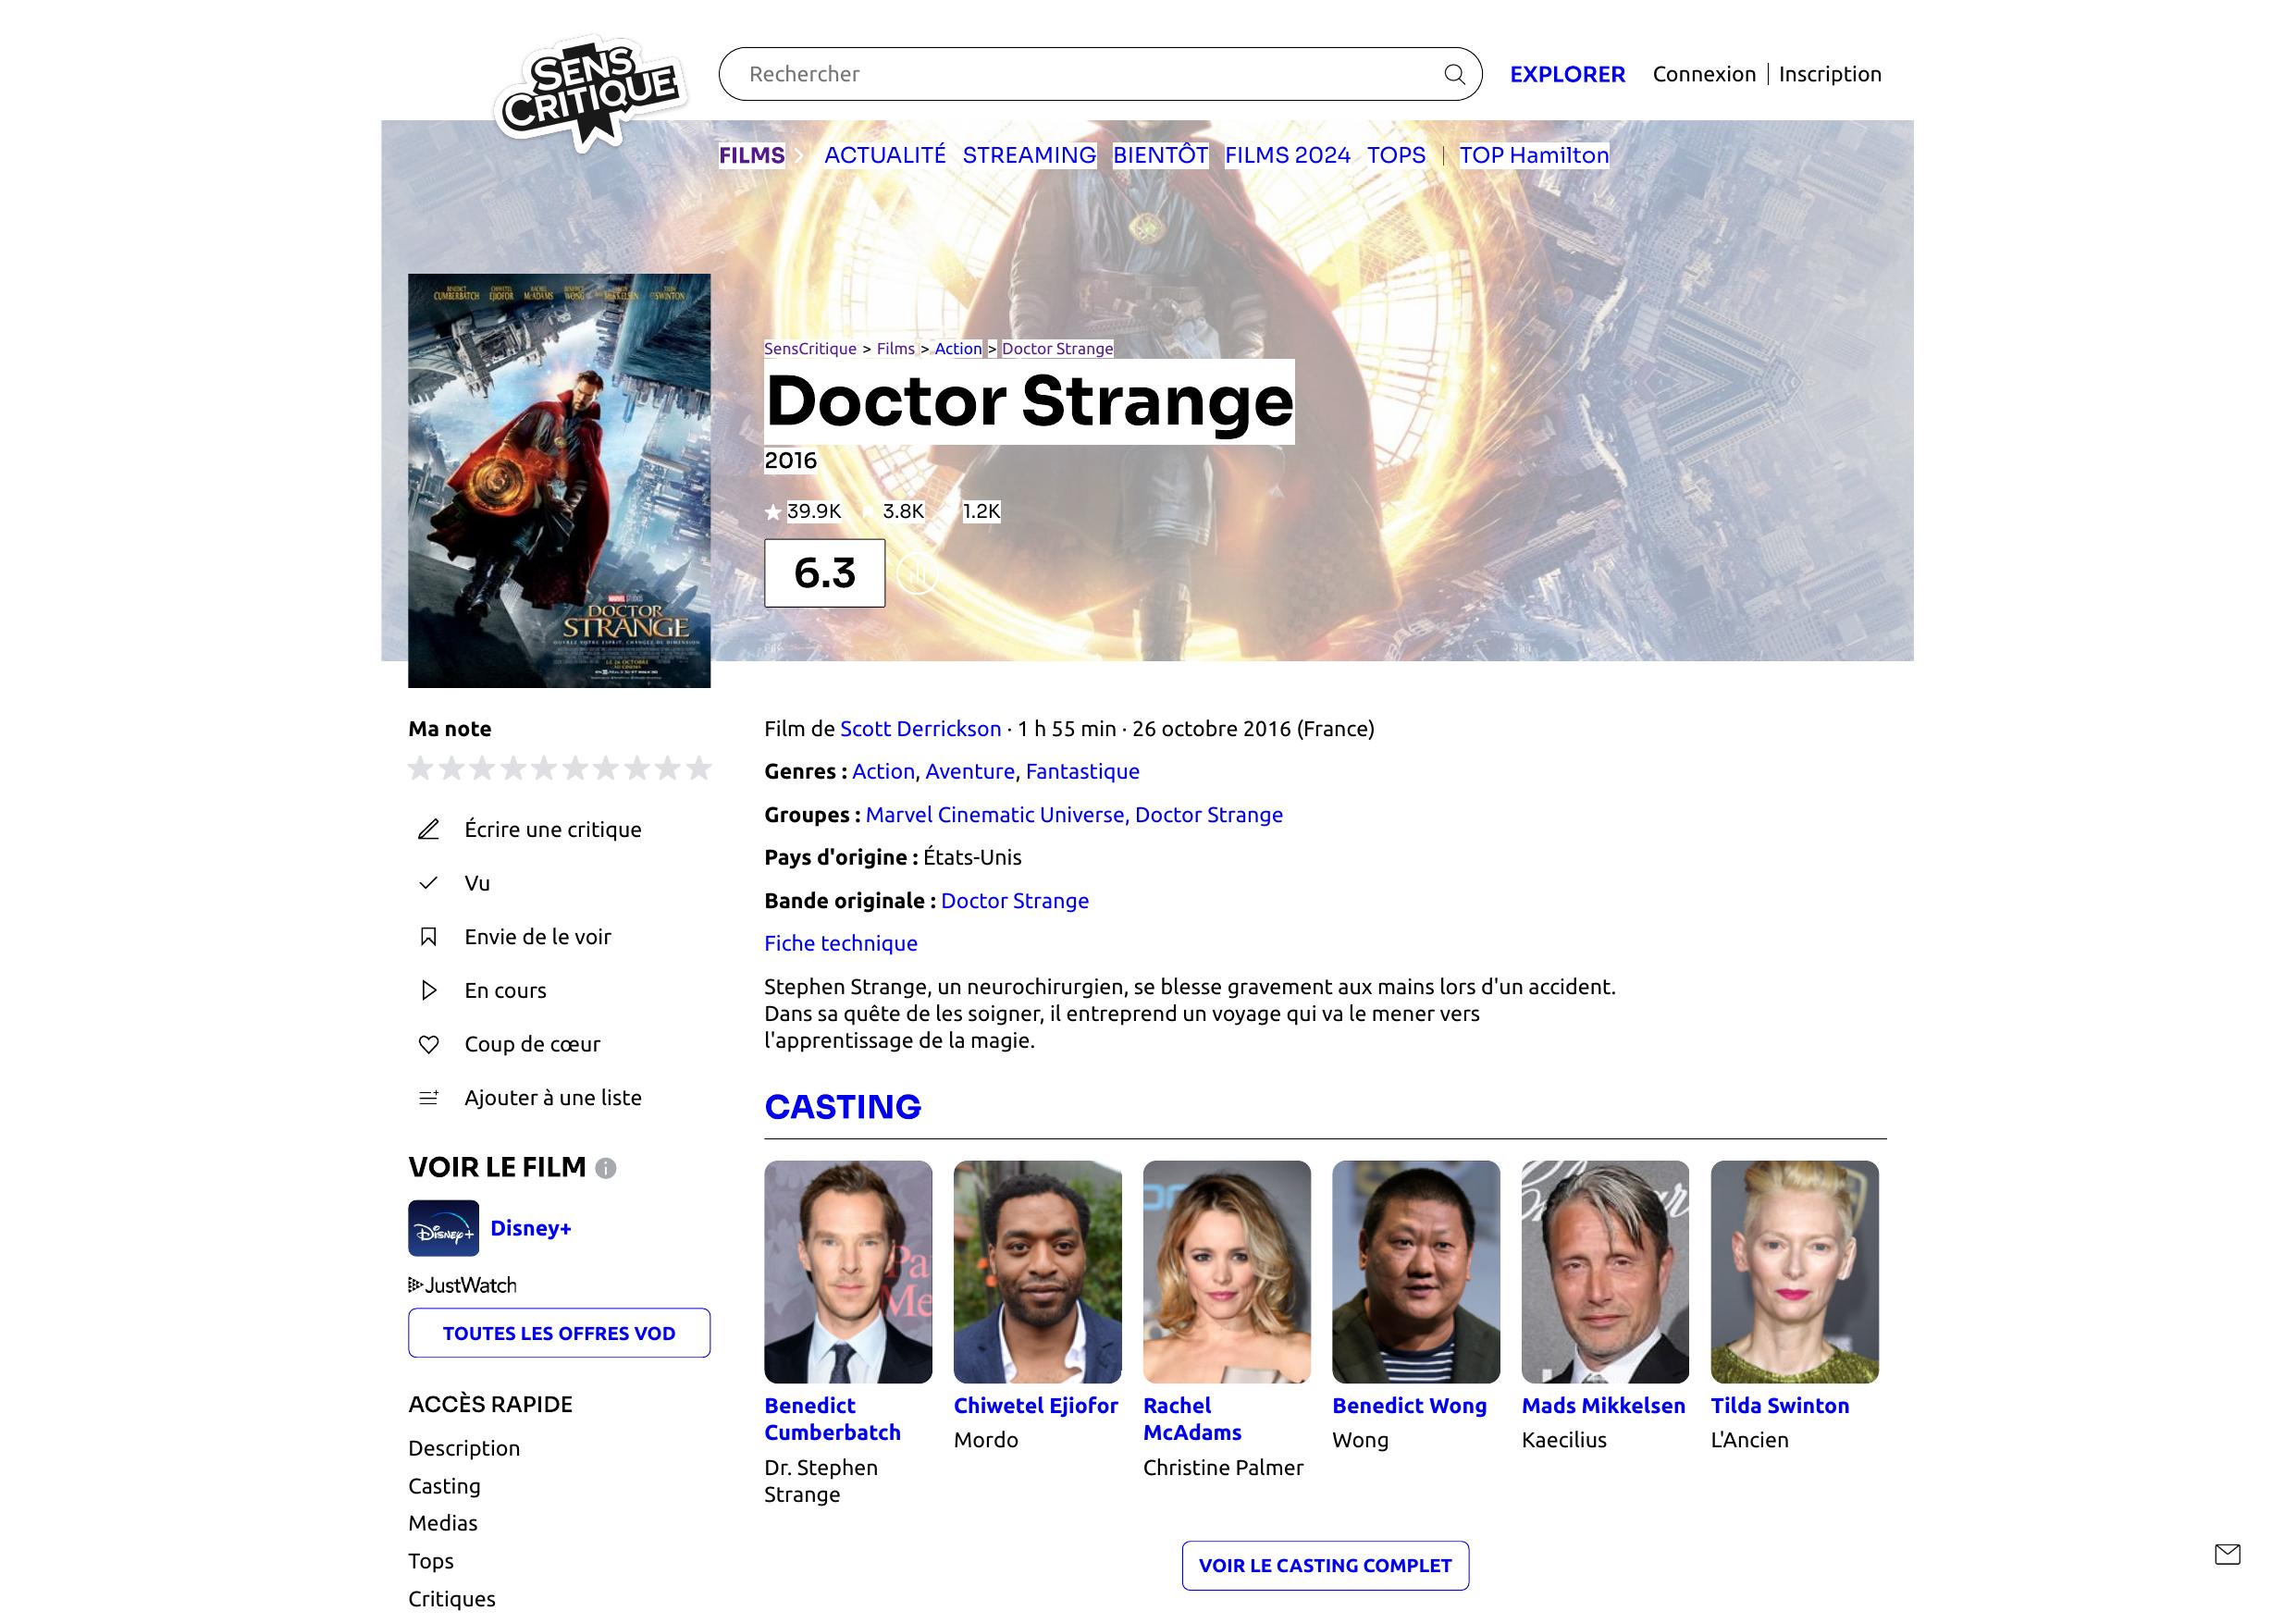 SENS
CRITIQUE
Rechercher
EXPLORER
Connexion | Inscription
FILMS
ACTUALITÉ STREAMING BIENTÔT FILMS 2024 TOPS | TOP Hamilton
BENEDICT CUMBERBATCH CHIWETEL EJIOFOR RACHEL McADAMS BENEDICT WONG MIKKELSEN SWINTON
DOCTOR
STRANGE
SensCritique > Films > Action > Doctor Strange
Doctor Strange
2016
39.9K 3.8K 1.2K
6.3
Ma note
Écrire une critique
Vu
Envie de le voir
En cours
Coup de cœur
Ajouter à une liste
VOIR LE FILM
Disney+
Disney+
JustWatch
TOUTES LES OFFRES VOD
ACCÈS RAPIDE
Description
Casting
Medias
Tops
Critiques
Film de Scott Derrickson · 1 h 55 min · 26 octobre 2016 (France)
Genres : Action, Aventure, Fantastique
Groupes : Marvel Cinematic Universe, Doctor Strange
Pays d'origine : États-Unis
Bande originale : Doctor Strange
Fiche technique
Stephen Strange, un neurochirurgien, se blesse gravement aux mains lors d'un accident.
Dans sa quête de les soigner, il entreprend un voyage qui va le mener vers
l'apprentissage de la magie.
CASTING
Benedict
Cumberbatch
Dr. Stephen
Strange
Chiwetel Ejiofor
Mordo
Rachel
McAdams
Christine Palmer
Benedict Wong
Wong
Mads Mikkelsen
Kaecilius
Tilda Swinton
L'Ancien
VOIR LE CASTING COMPLET